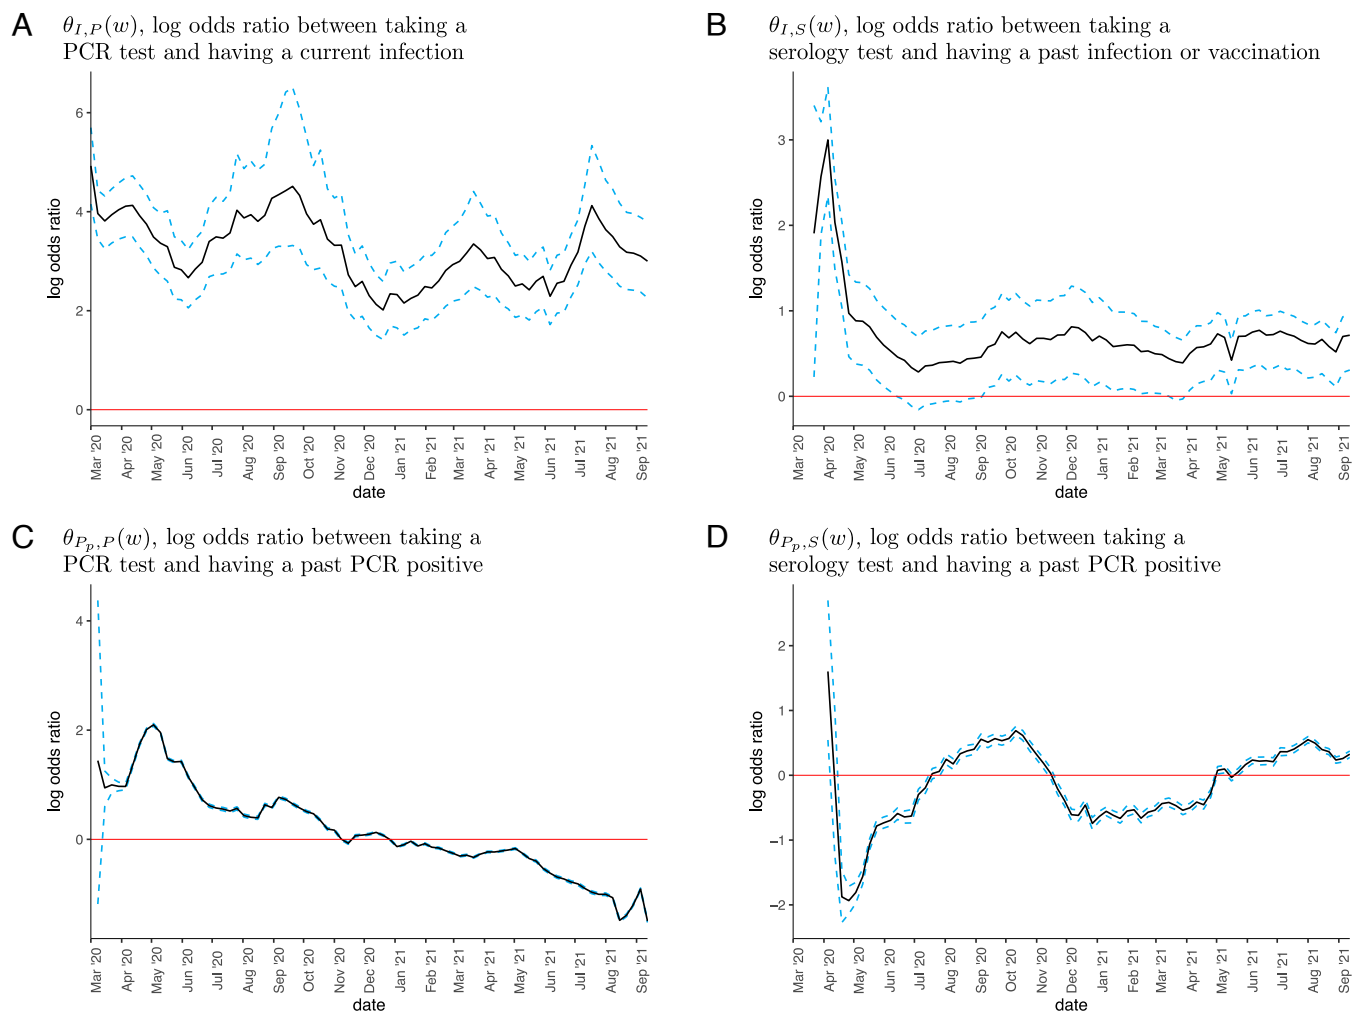 A
θ_{I,P}(w), log odds ratio between taking a
PCR test and having a current infection
log odds ratio
6
4
2
0
Mar '20
Apr '20
May '20
Jun '20
Jul '20
Aug '20
Sep '20
Oct '20
Nov '20
Dec '20
Jan '21
Feb '21
Mar '21
Apr '21
May '21
Jun '21
Jul '21
Aug '21
Sep '21
date
B
θ_{I,S}(w), log odds ratio between taking a
serology test and having a past infection or vaccination
log odds ratio
3
2
1
0
Mar '20
Apr '20
May '20
Jun '20
Jul '20
Aug '20
Sep '20
Oct '20
Nov '20
Dec '20
Jan '21
Feb '21
Mar '21
Apr '21
May '21
Jun '21
Jul '21
Aug '21
Sep '21
date
C
θ_{P_p,P}(w), log odds ratio between taking a
PCR test and having a past PCR positive
log odds ratio
4
2
0
Mar '20
Apr '20
May '20
Jun '20
Jul '20
Aug '20
Sep '20
Oct '20
Nov '20
Dec '20
Jan '21
Feb '21
Mar '21
Apr '21
May '21
Jun '21
Jul '21
Aug '21
Sep '21
date
D
θ_{P_p,S}(w), log odds ratio between taking a
serology test and having a past PCR positive
log odds ratio
2
1
0
−1
−2
Mar '20
Apr '20
May '20
Jun '20
Jul '20
Aug '20
Sep '20
Oct '20
Nov '20
Dec '20
Jan '21
Feb '21
Mar '21
Apr '21
May '21
Jun '21
Jul '21
Aug '21
Sep '21
date